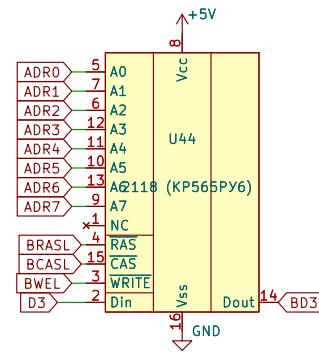 +5V
8
Vcc
ADR0 5 A0
ADR1 7 A1
ADR2 6 A2
ADR3 12 A3
ADR4 11 A4
ADR5 10 A5
ADR6 13 A6
ADR7 9 A7
1 NC
BRASL 4 RAS
BCASL 15 CAS
BWEL 3 WRITE
D3 2 Din
U44
2118 (КР565РУ6)
Dout 14 BD3
Vss
16
GND